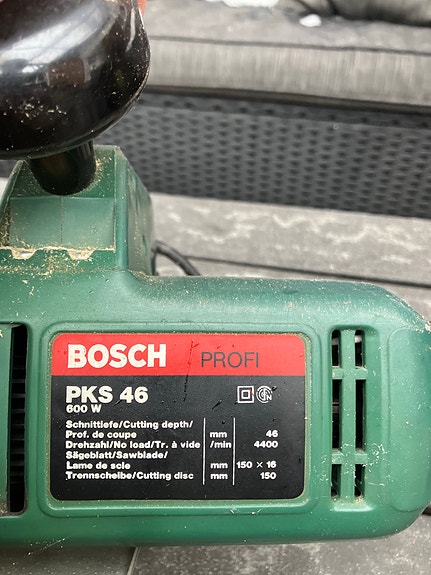 BOSCH PROFI
PKS 46
600 W
Schnittiefe/Cutting depth/
Prof. de coupe mm 46
Drehzahl/No load/Tr. à vide /min 4400
Sägeblatt/Sawblade/
Lame de scie mm 150 × 16
Trennscheibe/Cutting disc mm 150